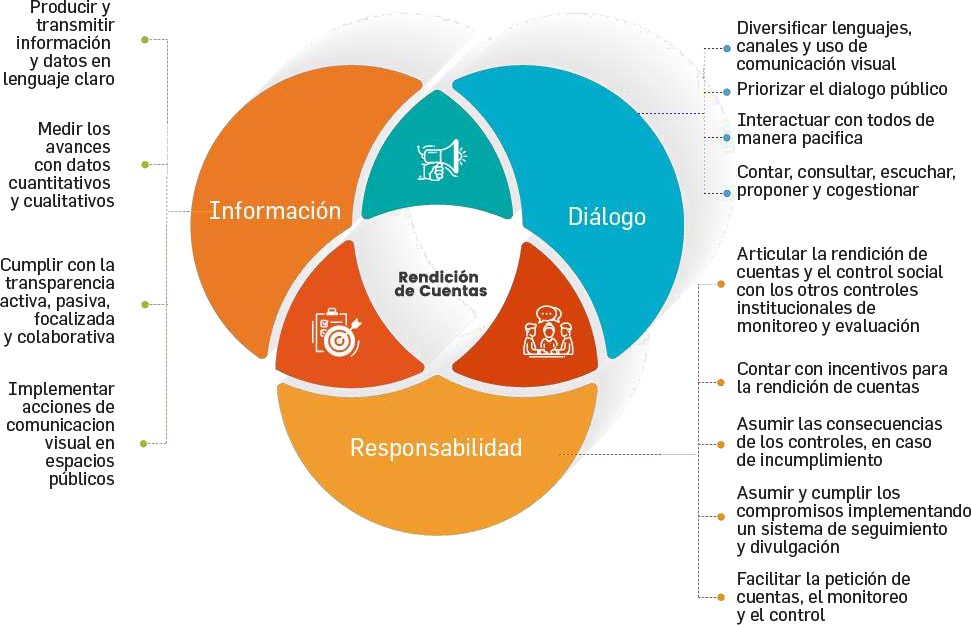 Producir y
transmitir
información
y datos en
lenguaje claro
Medir los
avances
con datos
cuantitativos
y cualitativos
Cumplir con la
transparencia
activa, pasiva,
focalizada
y colaborativa
Implementar
acciones de
comunicacion
visual en
espacios
públicos
Información
Diálogo
Rendición
de Cuentas
Responsabilidad
Diversificar lenguajes,
canales y uso de
comunicación visual
Priorizar el dialogo público
Interactuar con todos de
manera pacifica
Contar, consultar, escuchar,
proponer y cogestionar
Articular la rendición de
cuentas y el control social
con los otros controles
institucionales de
monitoreo y evaluación
Contar con incentivos para
la rendición de cuentas
Asumir las consecuencias
de los controles, en caso
de incumplimiento
Asumir y cumplir los
compromisos implementando
un sistema de seguimiento
y divulgación
Facilitar la petición de
cuentas, el monitoreo
y el control